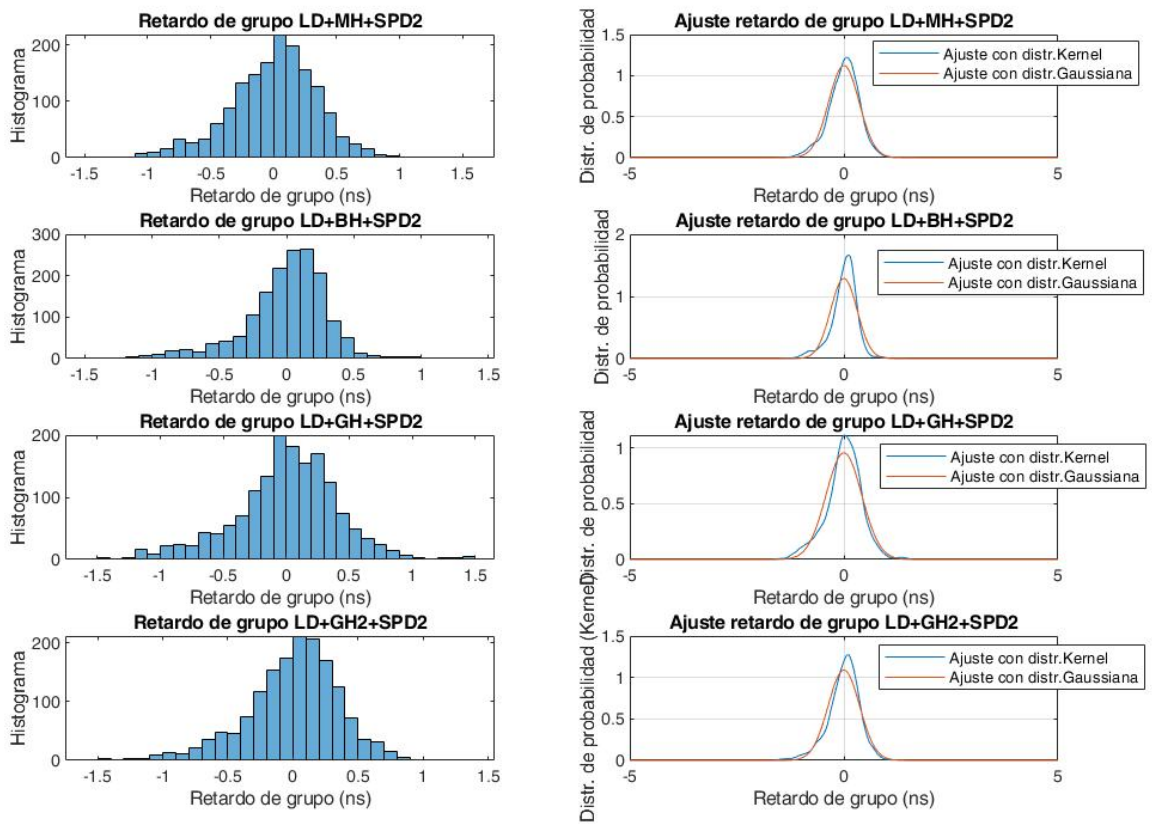 Retardo de grupo LD+MH+SPD2
200
100
0
Histograma
-1.5 -1 -0.5 0 0.5 1 1.5
Retardo de grupo (ns)
Ajuste retardo de grupo LD+MH+SPD2
1.5
1
0.5
0
Distr. de probabilidad
Ajuste con distr.Kernel
Ajuste con distr.Gaussiana
-5 0 5
Retardo de grupo (ns)
Retardo de grupo LD+BH+SPD2
300
200
100
0
Histograma
-1.5 -1 -0.5 0 0.5 1 1.5
Retardo de grupo (ns)
Ajuste retardo de grupo LD+BH+SPD2
2
1
0
Distr. de probabilidad
Ajuste con distr.Kernel
Ajuste con distr.Gaussiana
-5 0 5
Retardo de grupo (ns)
Retardo de grupo LD+GH+SPD2
200
100
0
Histograma
-1.5 -1 -0.5 0 0.5 1 1.5
Retardo de grupo (ns)
Ajuste retardo de grupo LD+GH+SPD2
1
0.5
0
Distr. de probabilidad
Ajuste con distr.Kernel
Ajuste con distr.Gaussiana
-5 0 5
Retardo de grupo (ns)
Retardo de grupo LD+GH2+SPD2
200
100
0
Histograma
-1.5 -1 -0.5 0 0.5 1 1.5
Retardo de grupo (ns)
Ajuste retardo de grupo LD+GH2+SPD2
1.5
1
0.5
0
Distr. de probabilidad (Kernel)
Ajuste con distr.Kernel
Ajuste con distr.Gaussiana
-5 0 5
Retardo de grupo (ns)